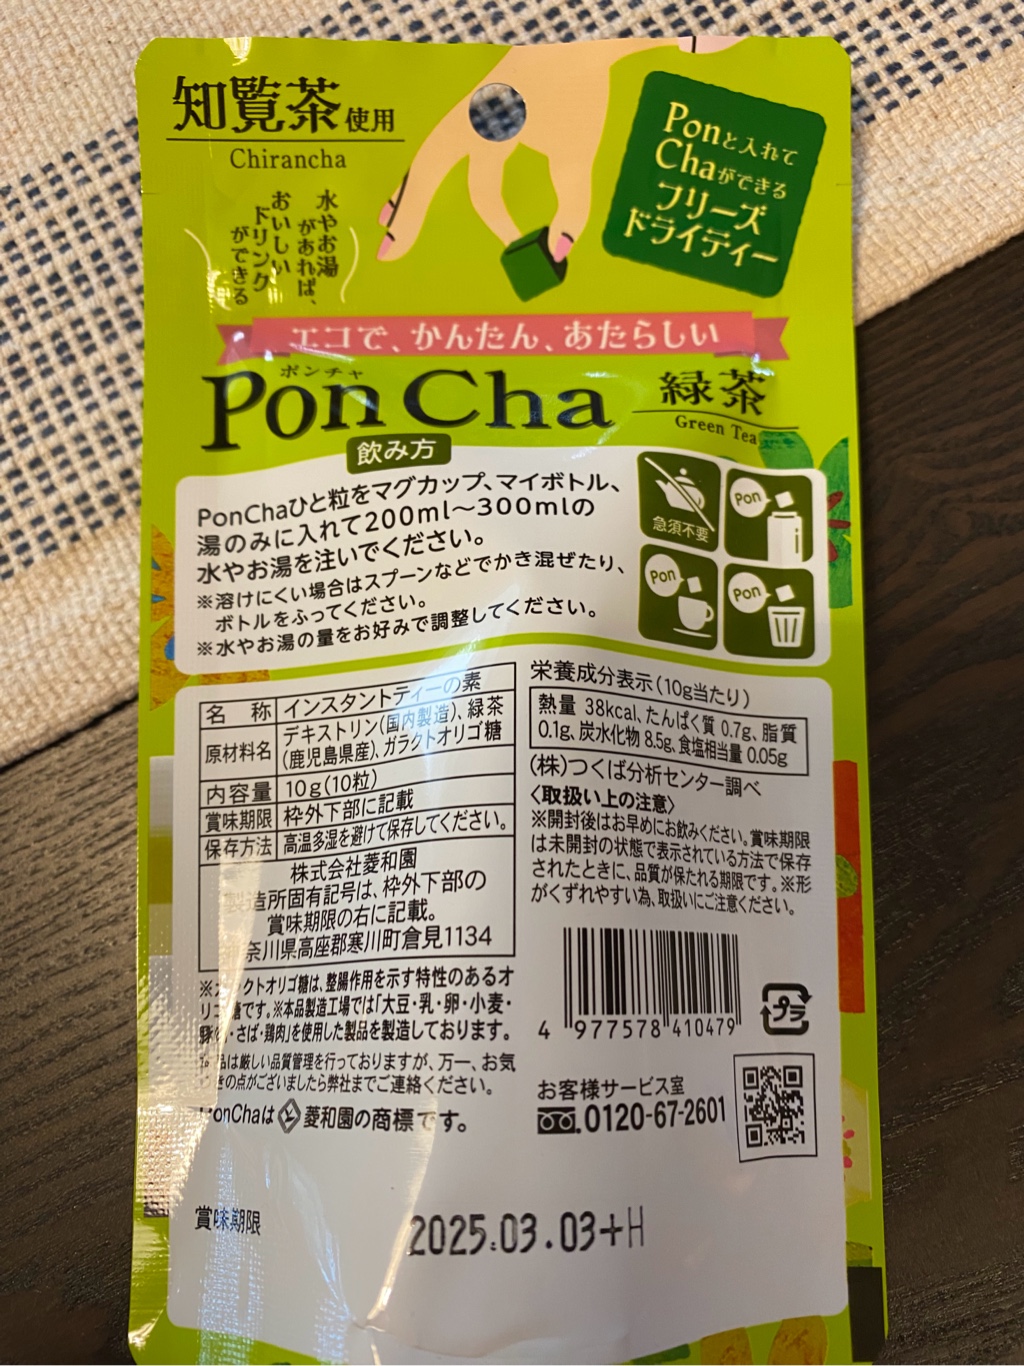 知覧茶使用
Chirancha
水やお湯
があれば、
おいしい
ドリンク
ができる
Ponと入れて
Chaができる
フリーズ
ドライティー
エコで、かんたん、あたらしい
ポンチャ
PonCha
緑茶
Green Tea
飲み方
PonChaひと粒をマグカップ、マイボトル、
湯のみに入れて200ml〜300mlの
水やお湯を注いでください。
※溶けにくい場合はスプーンなどでかき混ぜたり、
ボトルをふってください。
※水やお湯の量をお好みで調整してください。
急須不要
Pon
Pon
Pon
名 称 インスタントティーの素
原材料名 デキストリン(国内製造)、緑茶
(鹿児島県産)、ガラクトオリゴ糖
内容量 10g(10粒)
賞味期限 枠外下部に記載
保存方法 高温多湿を避けて保存してください。
株式会社菱和園
製造所固有記号は、枠外下部の
賞味期限の右に記載。
奈川県高座郡寒川町倉見1134
※ クトオリゴ糖は、整腸作用を示す特性のあるオ
リゴ糖です。※本品製造工場では「大豆・乳・卵・小麦・
豚 ・さば・鶏肉」を使用した製品を製造しております。
品は厳しい品質管理を行っておりますが、万一、お気
きの点がございましたら弊社までご連絡ください。
PonChaは 菱和園の商標です。
栄養成分表示(10g当たり)
熱量 38kcal、たんぱく質 0.7g、脂質
0.1g、炭水化物 8.5g、食塩相当量 0.05g
(株)つくば分析センター調べ
〈取扱い上の注意〉
※開封後はお早めにお飲みください。賞味期限
は未開封の状態で表示されている方法で保存
されたときに、品質が保たれる期限です。※形
がくずれやすい為、取扱いにご注意ください。
4 977578 410479
プラ
お客様サービス室
0120-67-2601
賞味期限
2025.03.03+H